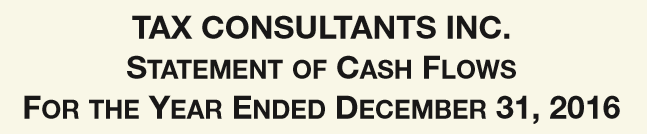 TAX CONSULTANTS INC.
STATEMENT OF CASH FLOWS
FOR THE YEAR ENDED DECEMBER 31, 2016